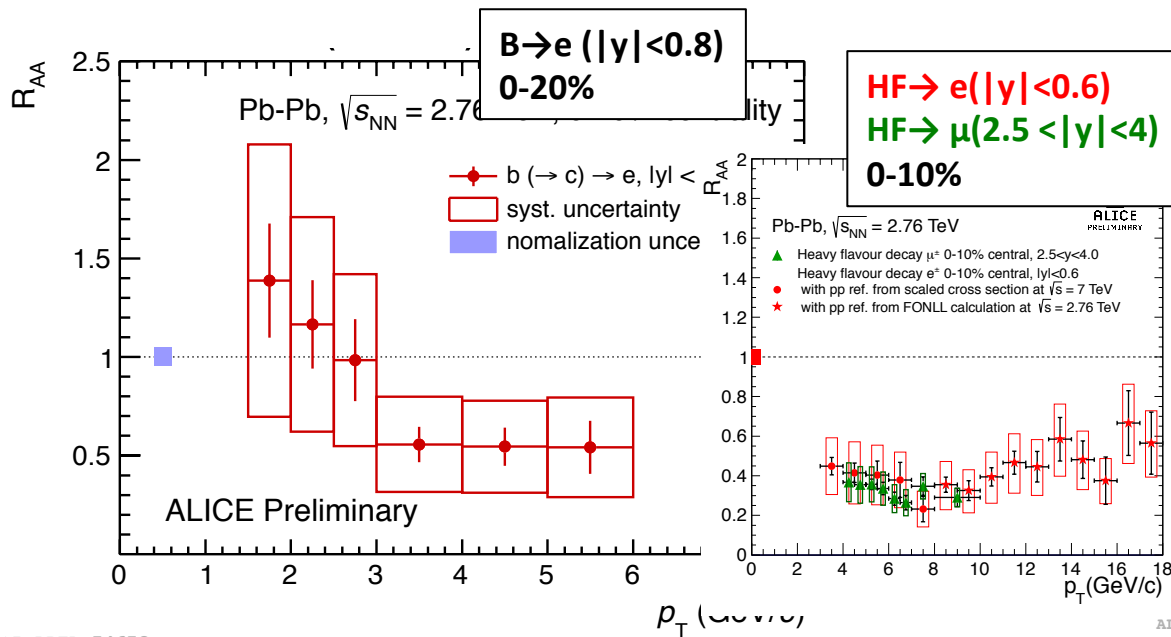 B→e (|y|<0.8)
0-20%
HF→ e(|y|<0.6)
HF→ μ(2.5 <|y|<4)
0-10%
R_AA
2.5
2
1.5
1
0.5
0
Pb-Pb, √s_NN = 2.76
b (→ c) → e, |y| <
syst. uncertainty
nomalization unce
ALICE Preliminary
0 1 2 3 4 5 6
p_T (GeV/c)
R_AA
2
1.8
1.6
1.4
1.2
1
0.8
0.6
0.4
0.2
0
ALICE
PRELIMINARY
Pb-Pb, √s_NN = 2.76 TeV
Heavy flavour decay μ± 0-10% central, 2.5<y<4.0
Heavy flavour decay e± 0-10% central, |y|<0.6
with pp ref. from scaled cross section at √s = 7 TeV
with pp ref. from FONLL calculation at √s = 2.76 TeV
0 2 4 6 8 10 12 14 16 18
p_T (GeV/c)